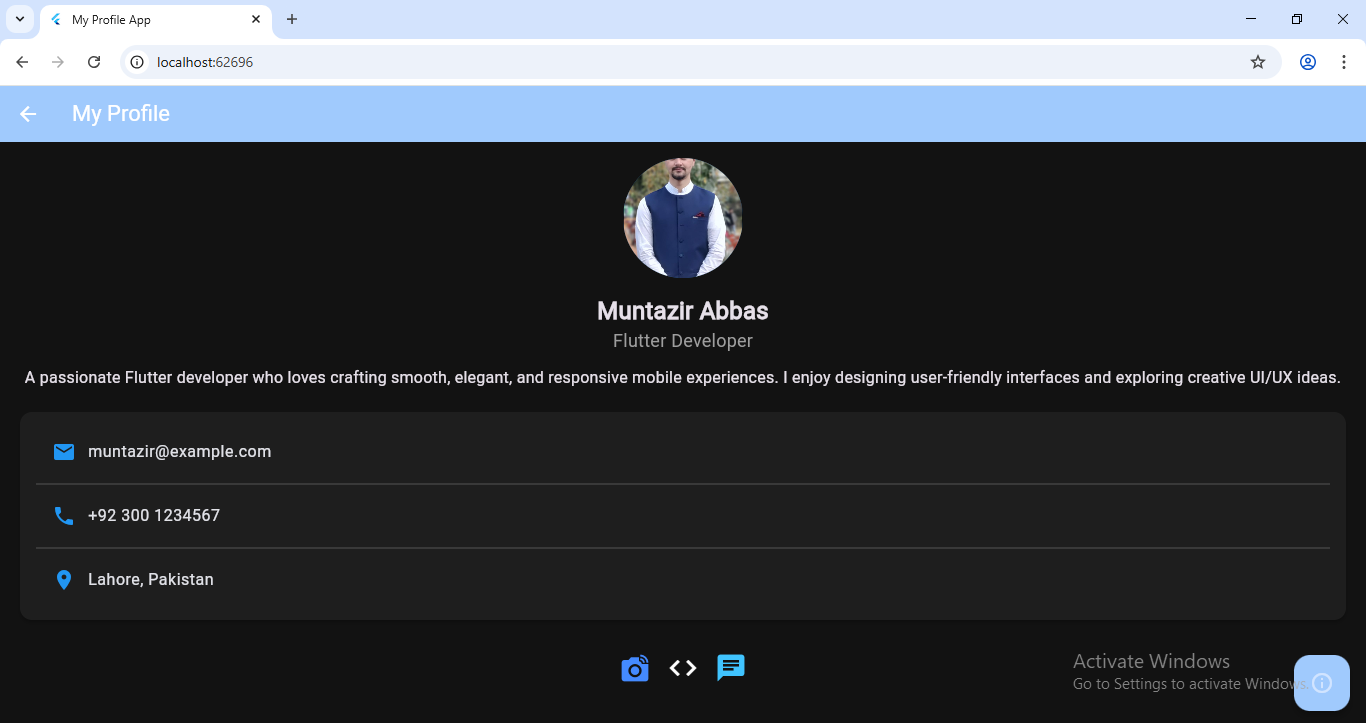 My Profile App
localhost:62696
My Profile
Muntazir Abbas
Flutter Developer
A passionate Flutter developer who loves crafting smooth, elegant, and responsive mobile experiences. I enjoy designing user-friendly interfaces and exploring creative UI/UX ideas.
muntazir@example.com
+92 300 1234567
Lahore, Pakistan
Activate Windows
Go to Settings to activate Windows.